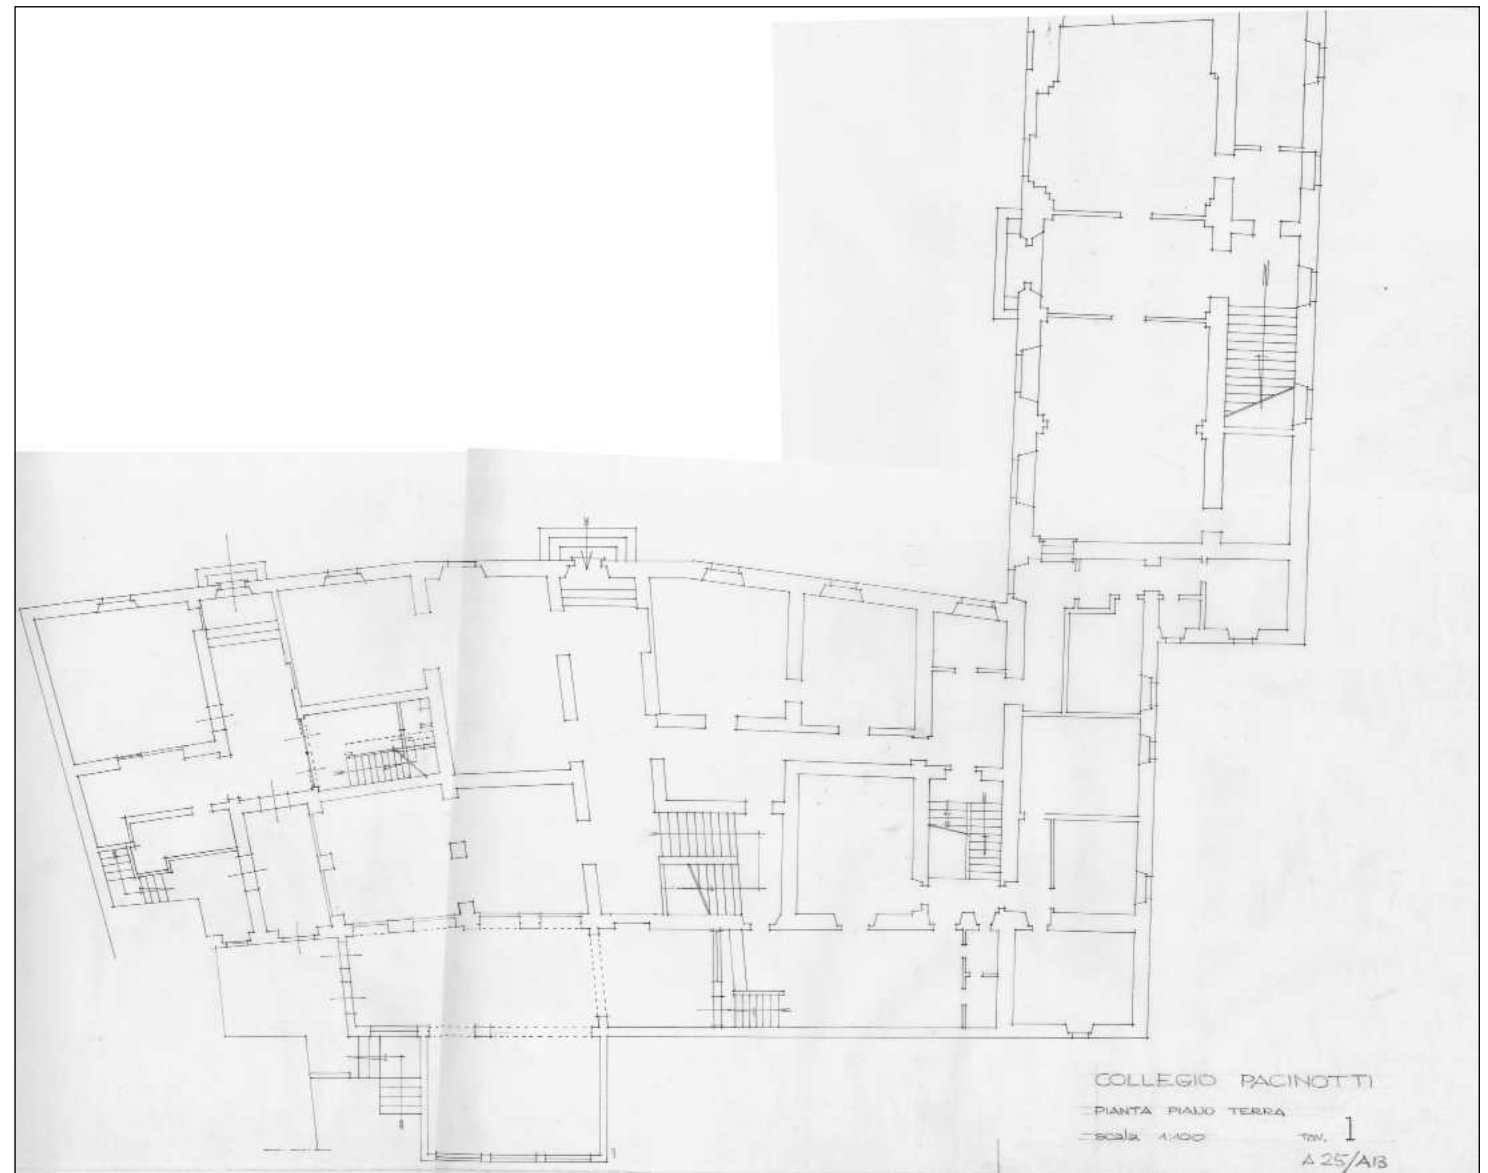 COLLEGIO PACINOTTI
PIANTA PIANO TERRA
scala 1:100
TAV. 1
A 25/A13